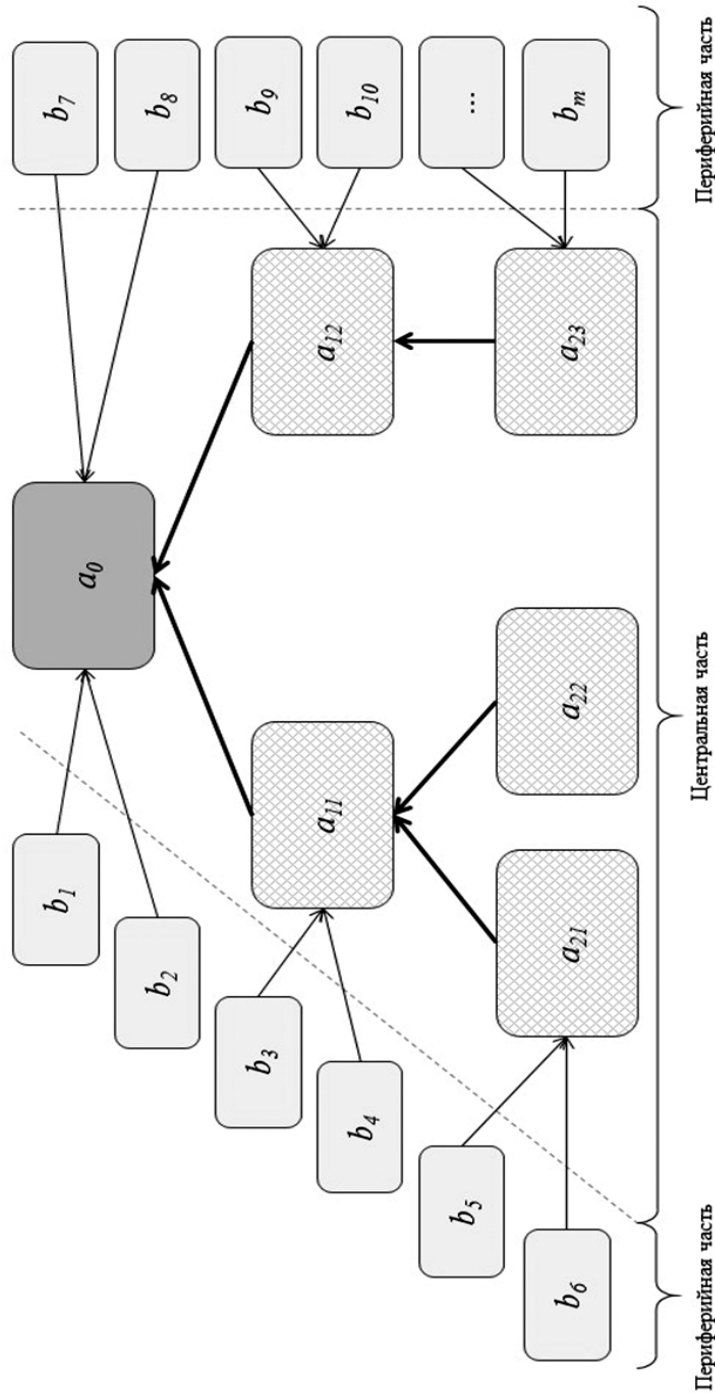 a0
b1
b7
b2
b8
b3
a11
a12
b9
b4
b10
b5
...
b6
a21
a22
a23
bm
Периферийная часть
Центральная часть
Периферийная часть